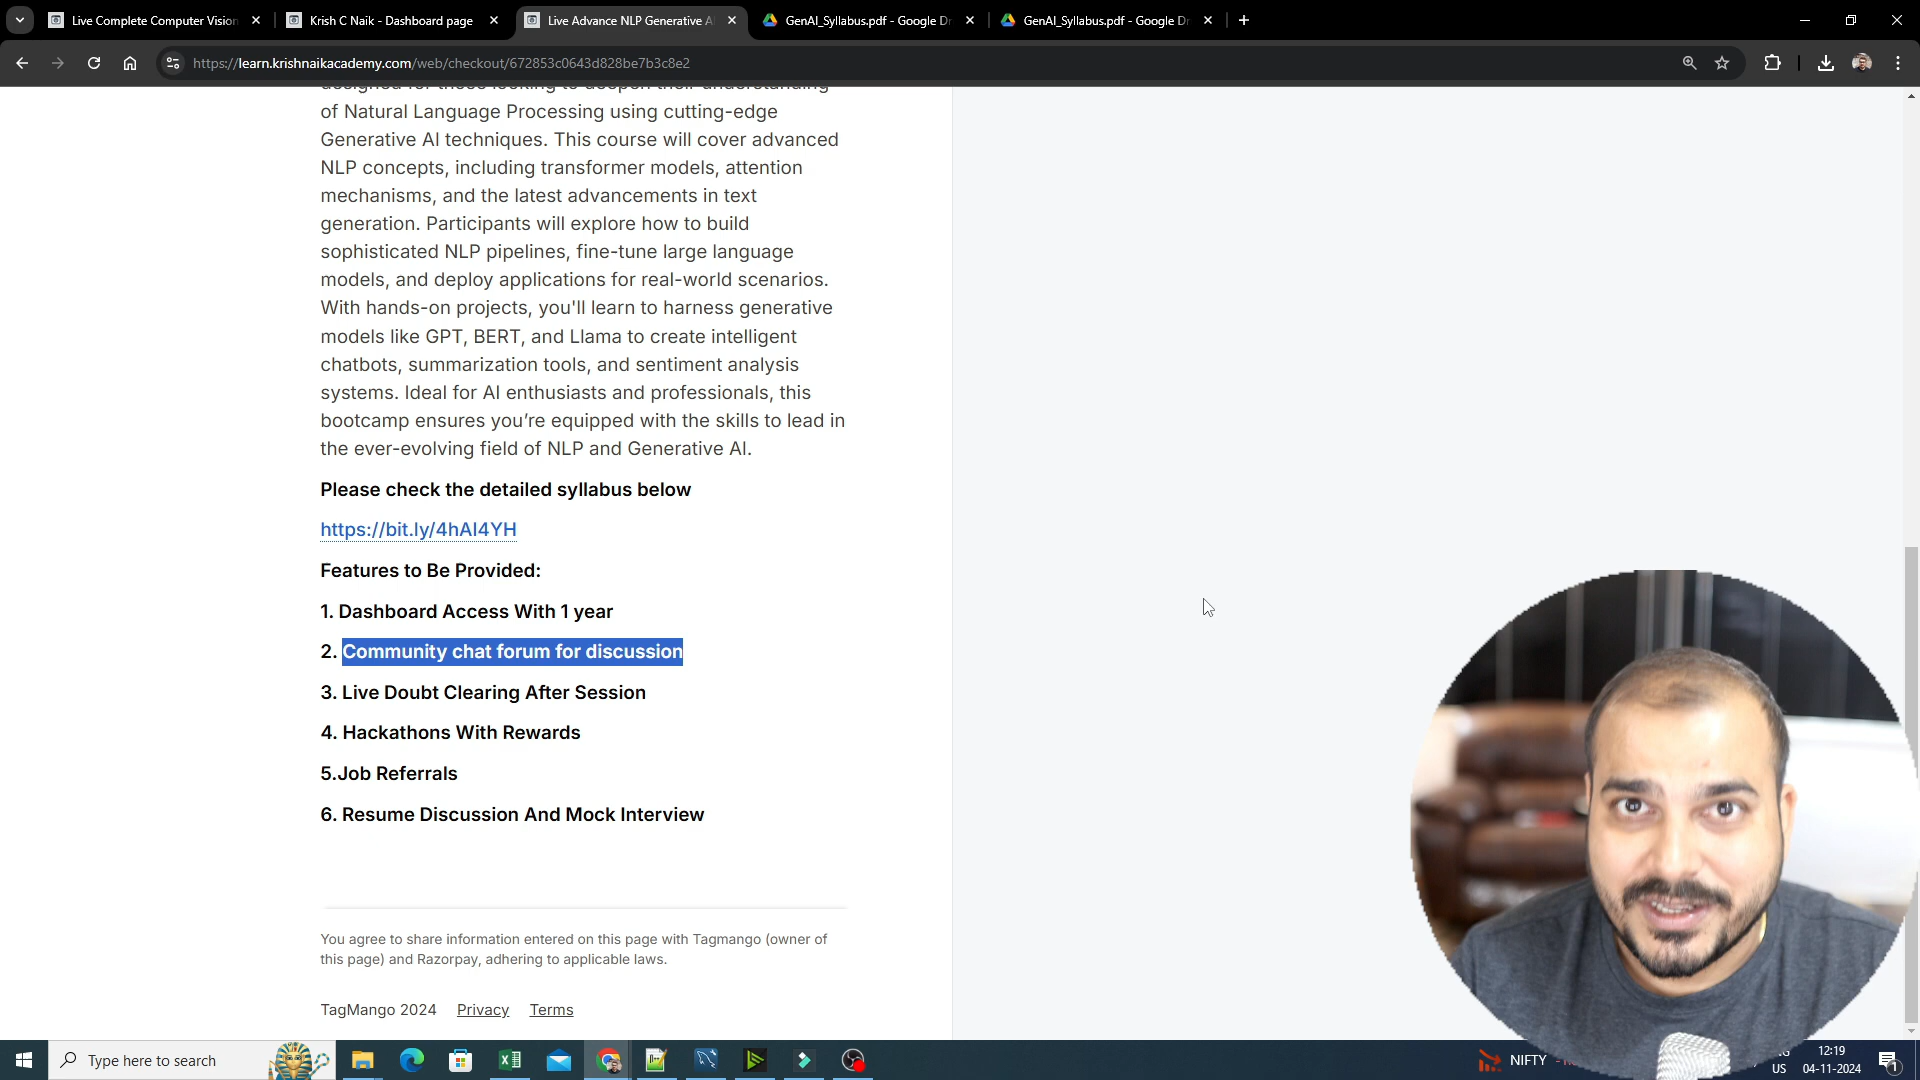 Live Complete Computer Vision
Krish C Naik - Dashboard page
Live Advance NLP Generative A
GenAI_Syllabus.pdf - Google Dr
GenAI_Syllabus.pdf - Google Dr
https://learn.krishnaikacademy.com/web/checkout/672853c0643d828be7b3c8e2
designed for those looking to deepen their understanding
of Natural Language Processing using cutting-edge
Generative AI techniques. This course will cover advanced
NLP concepts, including transformer models, attention
mechanisms, and the latest advancements in text
generation. Participants will explore how to build
sophisticated NLP pipelines, fine-tune large language
models, and deploy applications for real-world scenarios.
With hands-on projects, you'll learn to harness generative
models like GPT, BERT, and Llama to create intelligent
chatbots, summarization tools, and sentiment analysis
systems. Ideal for AI enthusiasts and professionals, this
bootcamp ensures you’re equipped with the skills to lead in
the ever-evolving field of NLP and Generative AI.
Please check the detailed syllabus below
https://bit.ly/4hAI4YH
Features to Be Provided:
1. Dashboard Access With 1 year
2. Community chat forum for discussion
3. Live Doubt Clearing After Session
4. Hackathons With Rewards
5.Job Referrals
6. Resume Discussion And Mock Interview
You agree to share information entered on this page with Tagmango (owner of
this page) and Razorpay, adhering to applicable laws.
TagMango 2024 Privacy Terms
Type here to search
NIFTY
US
12:19
04-11-2024
1